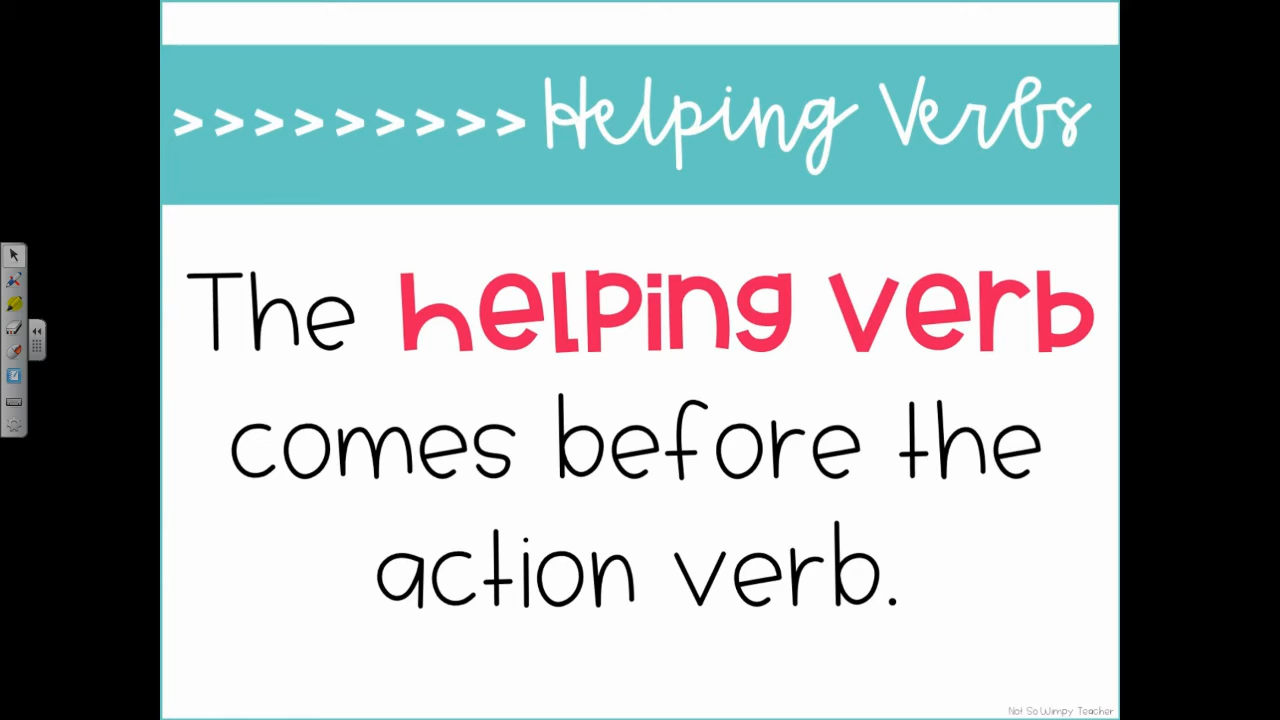 >>>>>>>>> Helping Verbs
The helping verb
comes before the
action verb.
Not So Wimpy Teacher